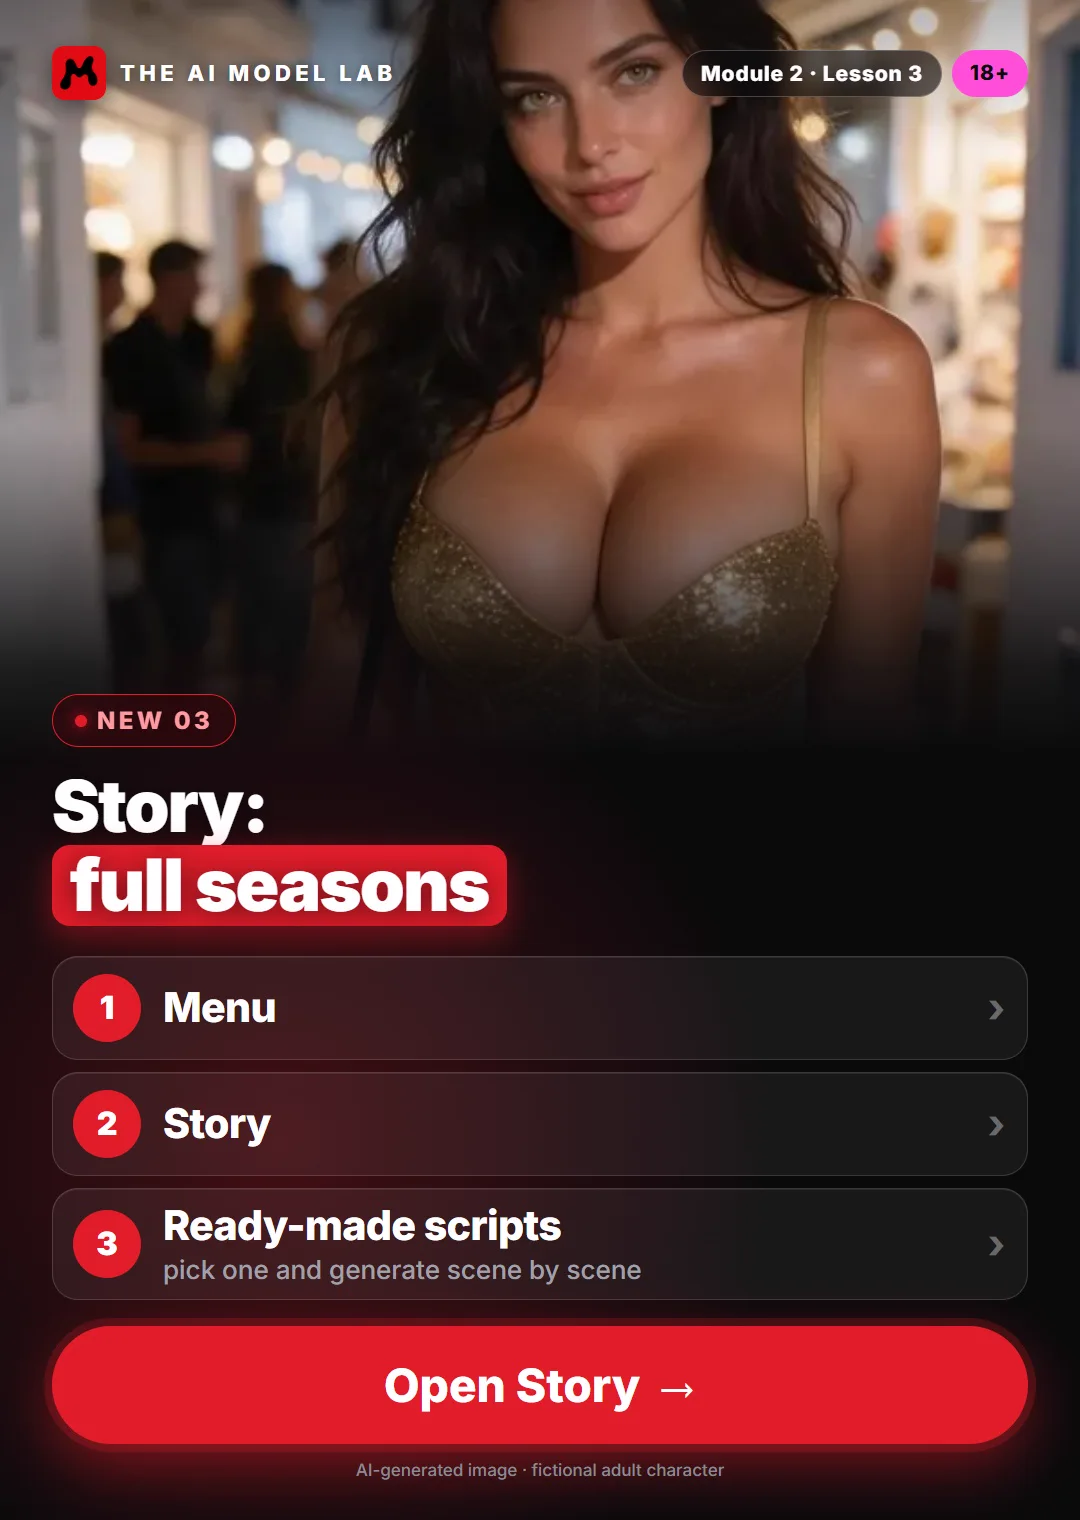 THE AI MODEL LAB
Module 2 · Lesson 3
18+
NEW 03
Story:
full seasons
1
Menu
›
2
Story
›
3
Ready-made scripts
pick one and generate scene by scene
›
Open Story →
AI-generated image · fictional adult character